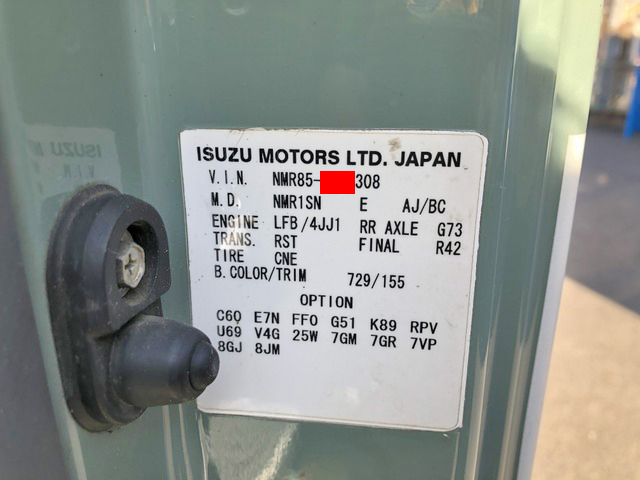 ISUZU MOTORS LTD. JAPAN
V.I.N. NMR85- 308
M.D. NMR1SN E AJ/BC
ENGINE LFB/4JJ1 RR AXLE G73
TRANS. RST FINAL R42
TIRE CNE
B.COLOR/TRIM 729/155
OPTION
C6Q E7N FF0 G51 K89 RPV
U69 V4G 25W 7GM 7GR 7VP
8GJ 8JM
ISUZU
V.I.N.